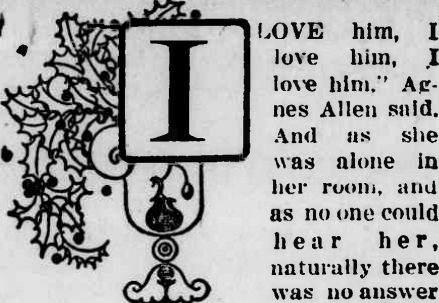 I LOVE him, I
love him, I
love him." Ag-
nes Allen said.
And as she
was alone in
her room, and
as no one could
hear her,
naturally there
was no answer